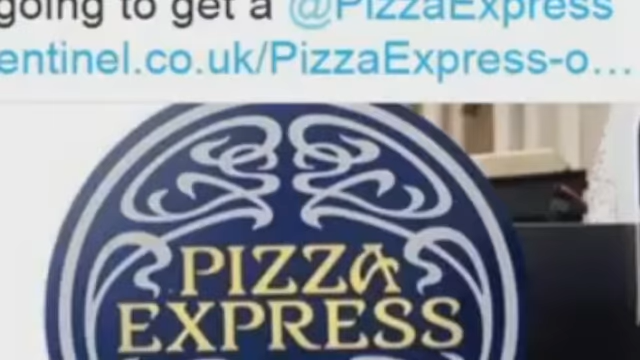 going to get a @PizzaExpress
entinel.co.uk/PizzaExpress-o…
PIZZA
EXPRESS